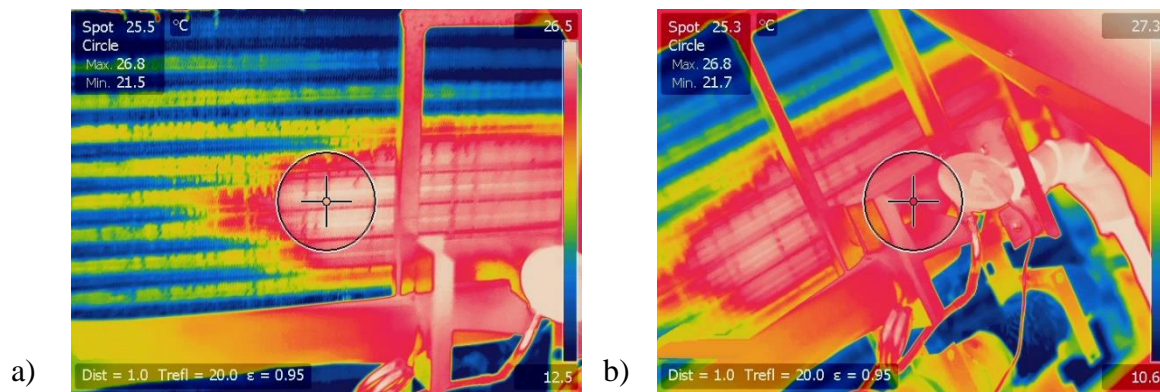 Spot 25.5 °C 26.5
Circle
Max. 26.8
Min. 21.5
Dist = 1.0 Trefl = 20.0 ε = 0.95 12.5
a)
Spot 25.3 °C 27.3
Circle
Max. 26.8
Min. 21.7
Dist = 1.0 Trefl = 20.0 ε = 0.95 10.6
b)